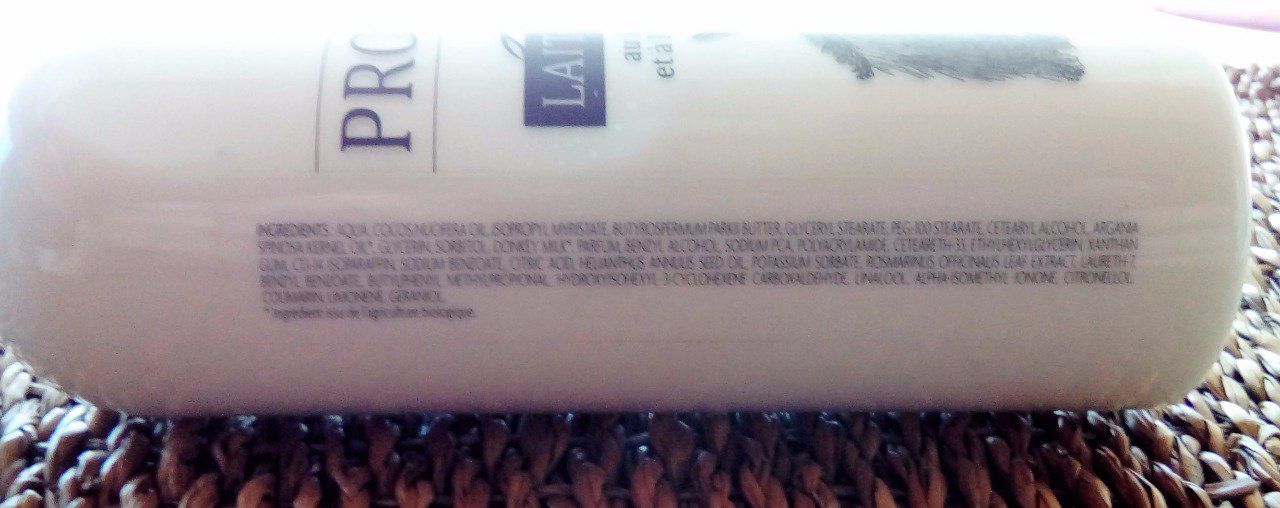 PRO
LAIT
au
et à l
INGREDIENTS : AQUA, COCOS NUCIFERA OIL, ISOPROPYL MYRISTATE, BUTYROSPERMUM PARKII BUTTER, GLYCERYL STEARATE, PEG-100 STEARATE, CETEARYL ALCOHOL, ARGANIA
SPINOSA KERNEL OIL*, GLYCERIN, SORBITOL, DONKEY MILK*, PARFUM, BENZYL ALCOHOL, SODIUM PCA, POLYACRYLAMIDE, CETEARETH-33, ETHYLHEXYLGLYCERIN, XANTHAN
GUM, C13-14 ISOPARAFFIN, SODIUM BENZOATE, CITRIC ACID, HELIANTHUS ANNUUS SEED OIL, POTASSIUM SORBATE, ROSMARINUS OFFICINALIS LEAF EXTRACT, LAURETH-7,
BENZYL BENZOATE, BUTYLPHENYL METHYLPROPIONAL, HYDROXYISOHEXYL 3-CYCLOHEXENE CARBOXALDEHYDE, LINALOOL, ALPHA-ISOMETHYL IONONE, CITRONELLOL,
COUMARIN, LIMONENE, GERANIOL.
* Ingrédient issu de l'agriculture biologique.